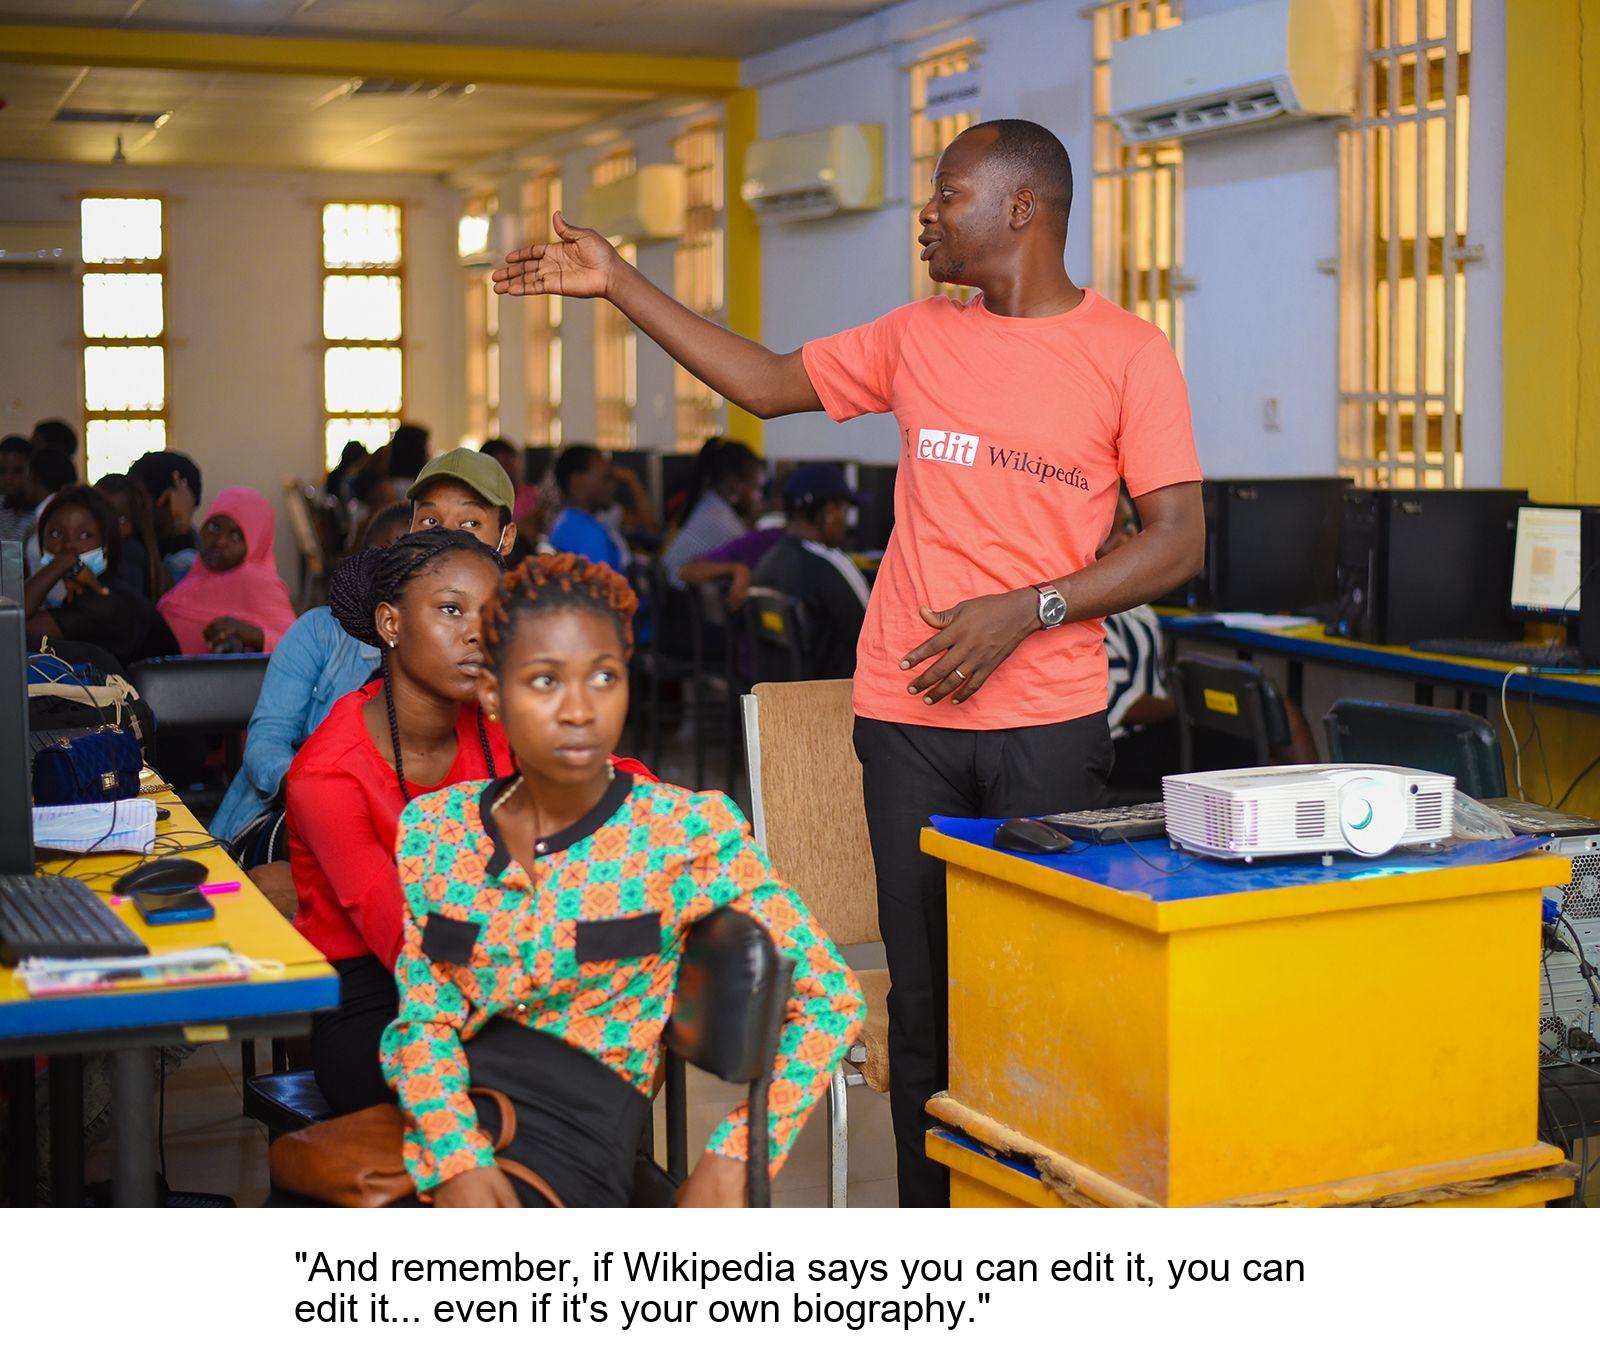 I edit Wikipedia
"And remember, if Wikipedia says you can edit it, you can
edit it... even if it's your own biography."